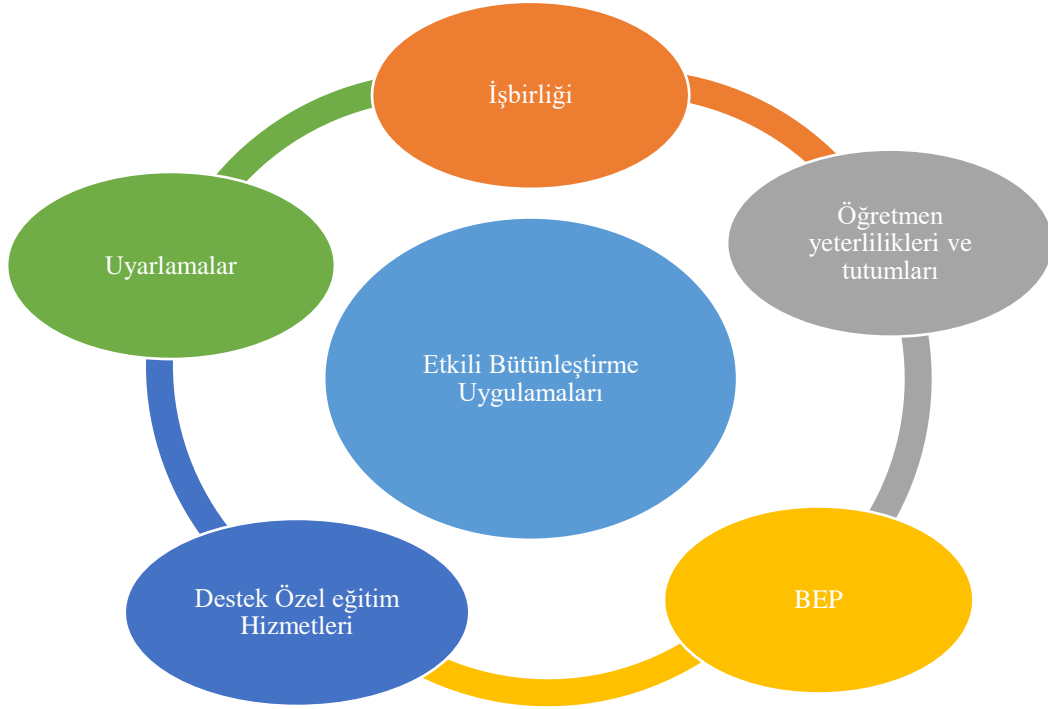 İşbirliği
Öğretmen
yeterlilikleri ve
tutumları
BEP
Destek Özel eğitim
Hizmetleri
Uyarlamalar
Etkili Bütünleştirme
Uygulamaları